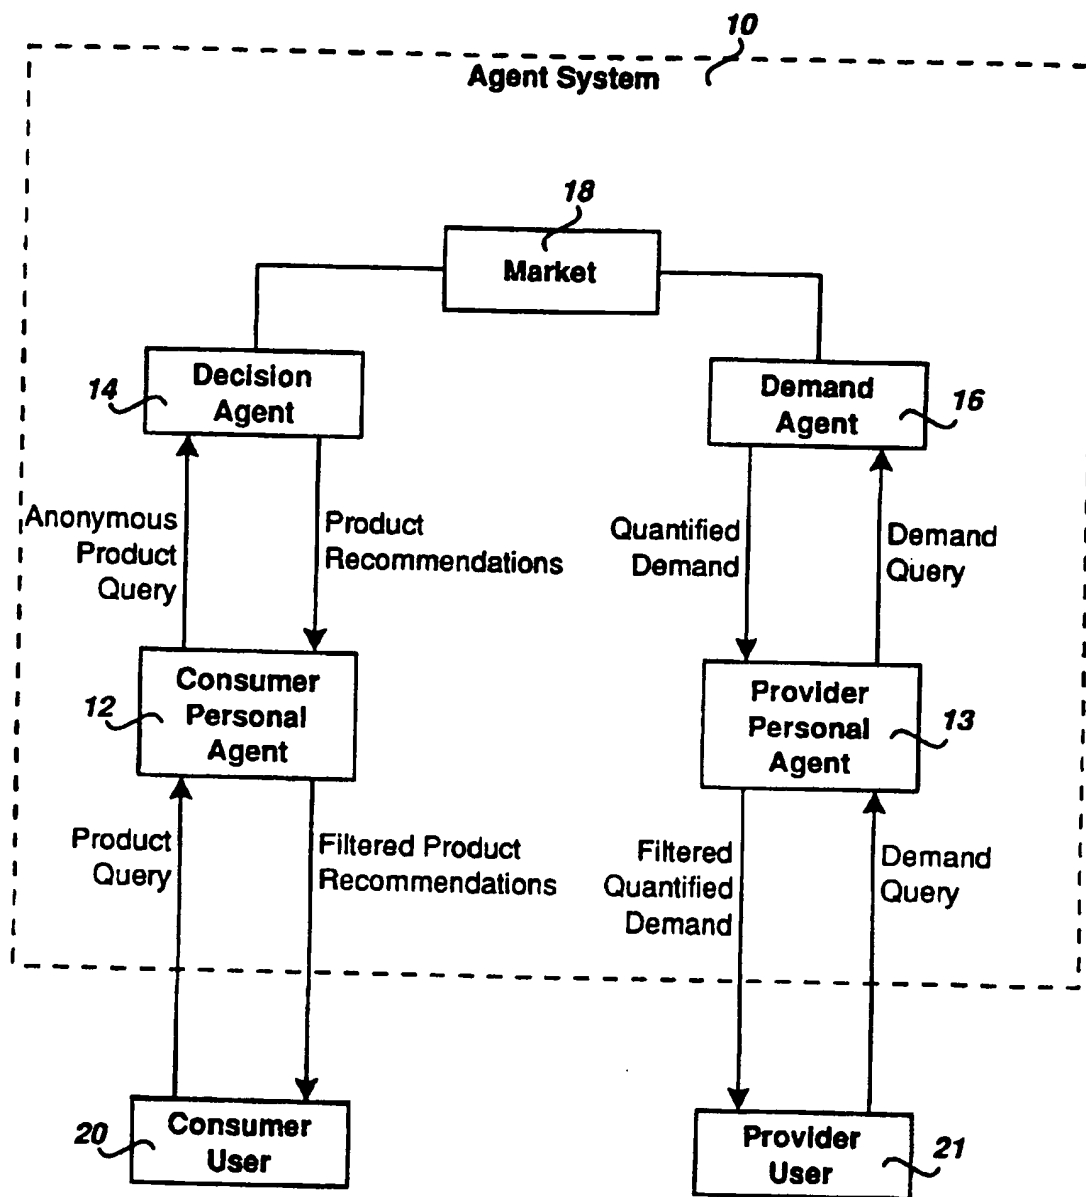 10
Agent System
18
Market
Decision
Agent
14
Demand
Agent
16
Anonymous
Product
Query
Product
Recommendations
Quantified
Demand
Demand
Query
Consumer
Personal
Agent
12
Provider
Personal
Agent
13
Product
Query
Filtered Product
Recommendations
Filtered
Quantified
Demand
Demand
Query
Consumer
User
20
Provider
User
21